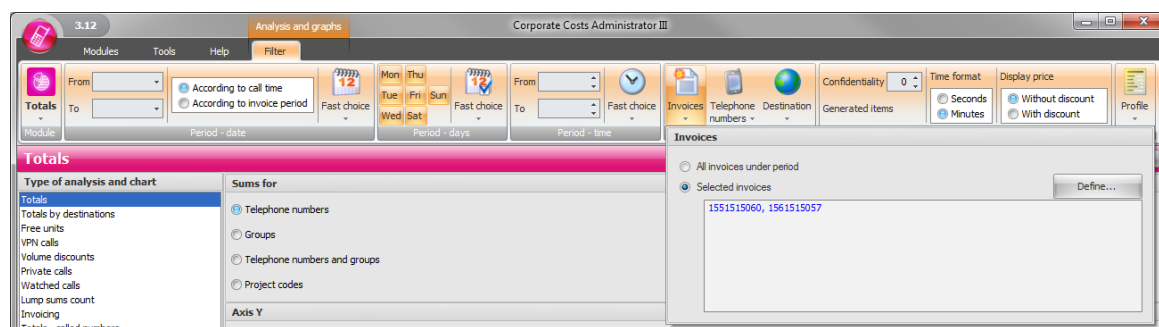 3.12
Analysis and graphs
Corporate Costs Administrator III
Modules Tools Help Filter
Totals
Module
From
To
According to call time
According to invoice period
12
Fast choice
Period - date
Mon Thu
Tue Fri Sun
Wed Sat
12
Fast choice
Period - days
From
To
Fast choice
Period - time
Invoices
Telephone numbers
Destination
Confidentiality 0
Generated items
Time format
Seconds
Minutes
Display price
Without discount
With discount
Profile
Totals
Type of analysis and chart
Totals
Totals by destinations
Free units
VPN calls
Volume discounts
Private calls
Watched calls
Lump sums count
Invoicing
Totals - called numbers
Sums for
Telephone numbers
Groups
Telephone numbers and groups
Project codes
Axis Y
Invoices
All invoices under period
Selected invoices
Define...
1551515060, 1561515057